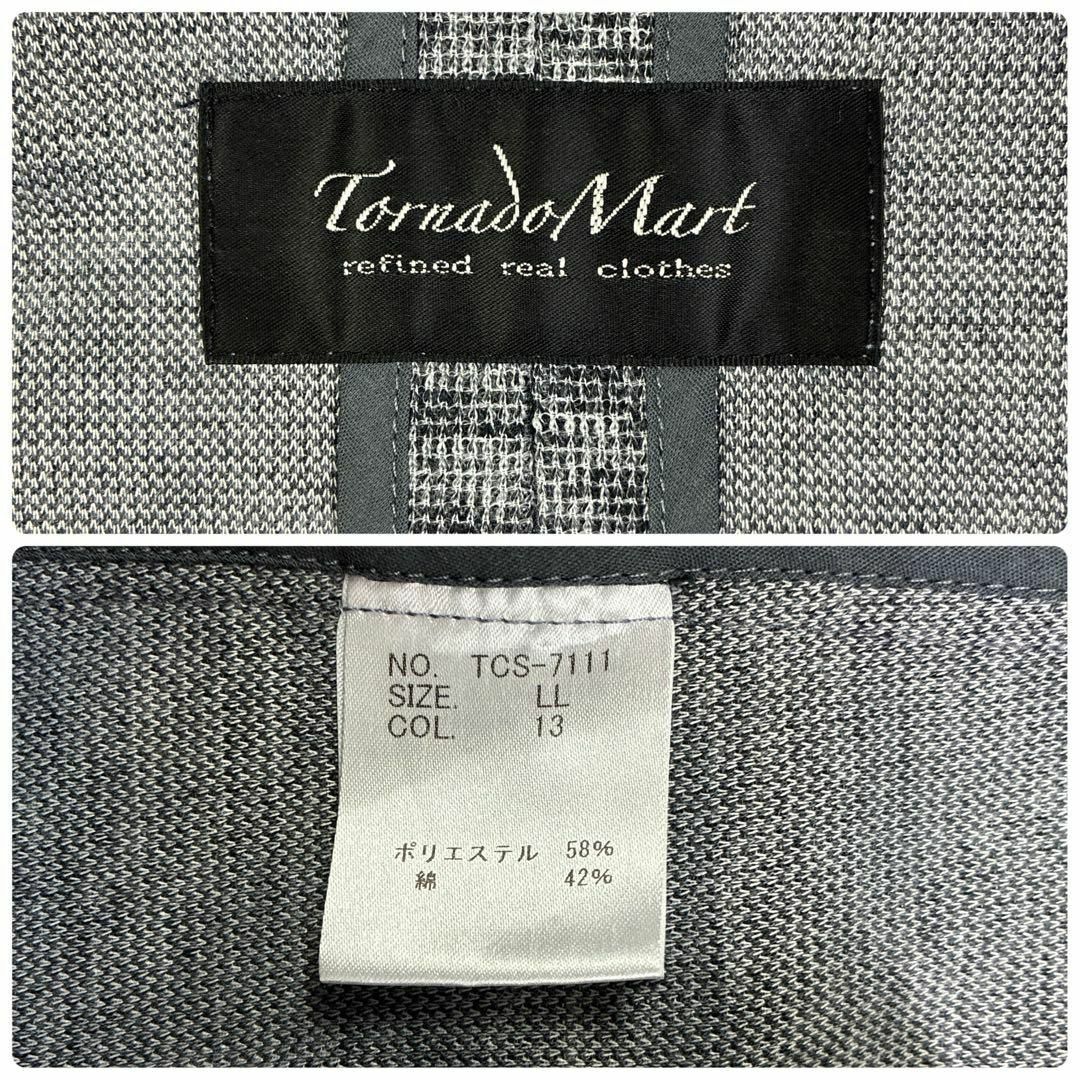 TornadoMart
refined real clothes
NO. TCS-7111
SIZE. LL
COL. 13
ポリエステル 58%
綿 42%